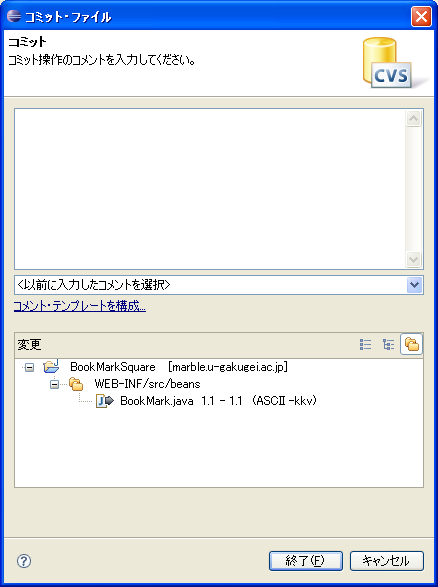 コミット・ファイル
コミット
コミット操作のコメントを入力してください。
CVS
<以前に入力したコメントを選択>
コメント・テンプレートを構成...
変更
BookMarkSquare [marble.u-gakugei.ac.jp]
WEB-INF/src/beans
BookMark.java 1.1 - 1.1 (ASCII -kkv)
終了(F)
キャンセル